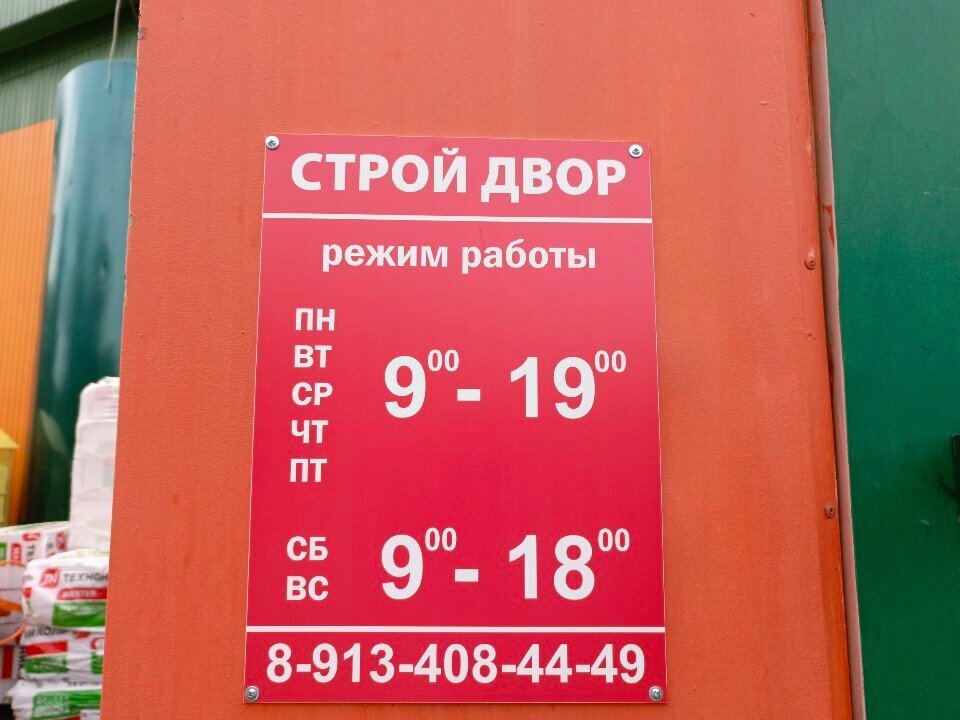 СТРОЙ ДВОР
режим работы
ПН
ВТ
СР
ЧТ
ПТ
9⁰⁰ - 19⁰⁰
СБ
ВС
9⁰⁰ - 18⁰⁰
8-913-408-44-49
MASTER